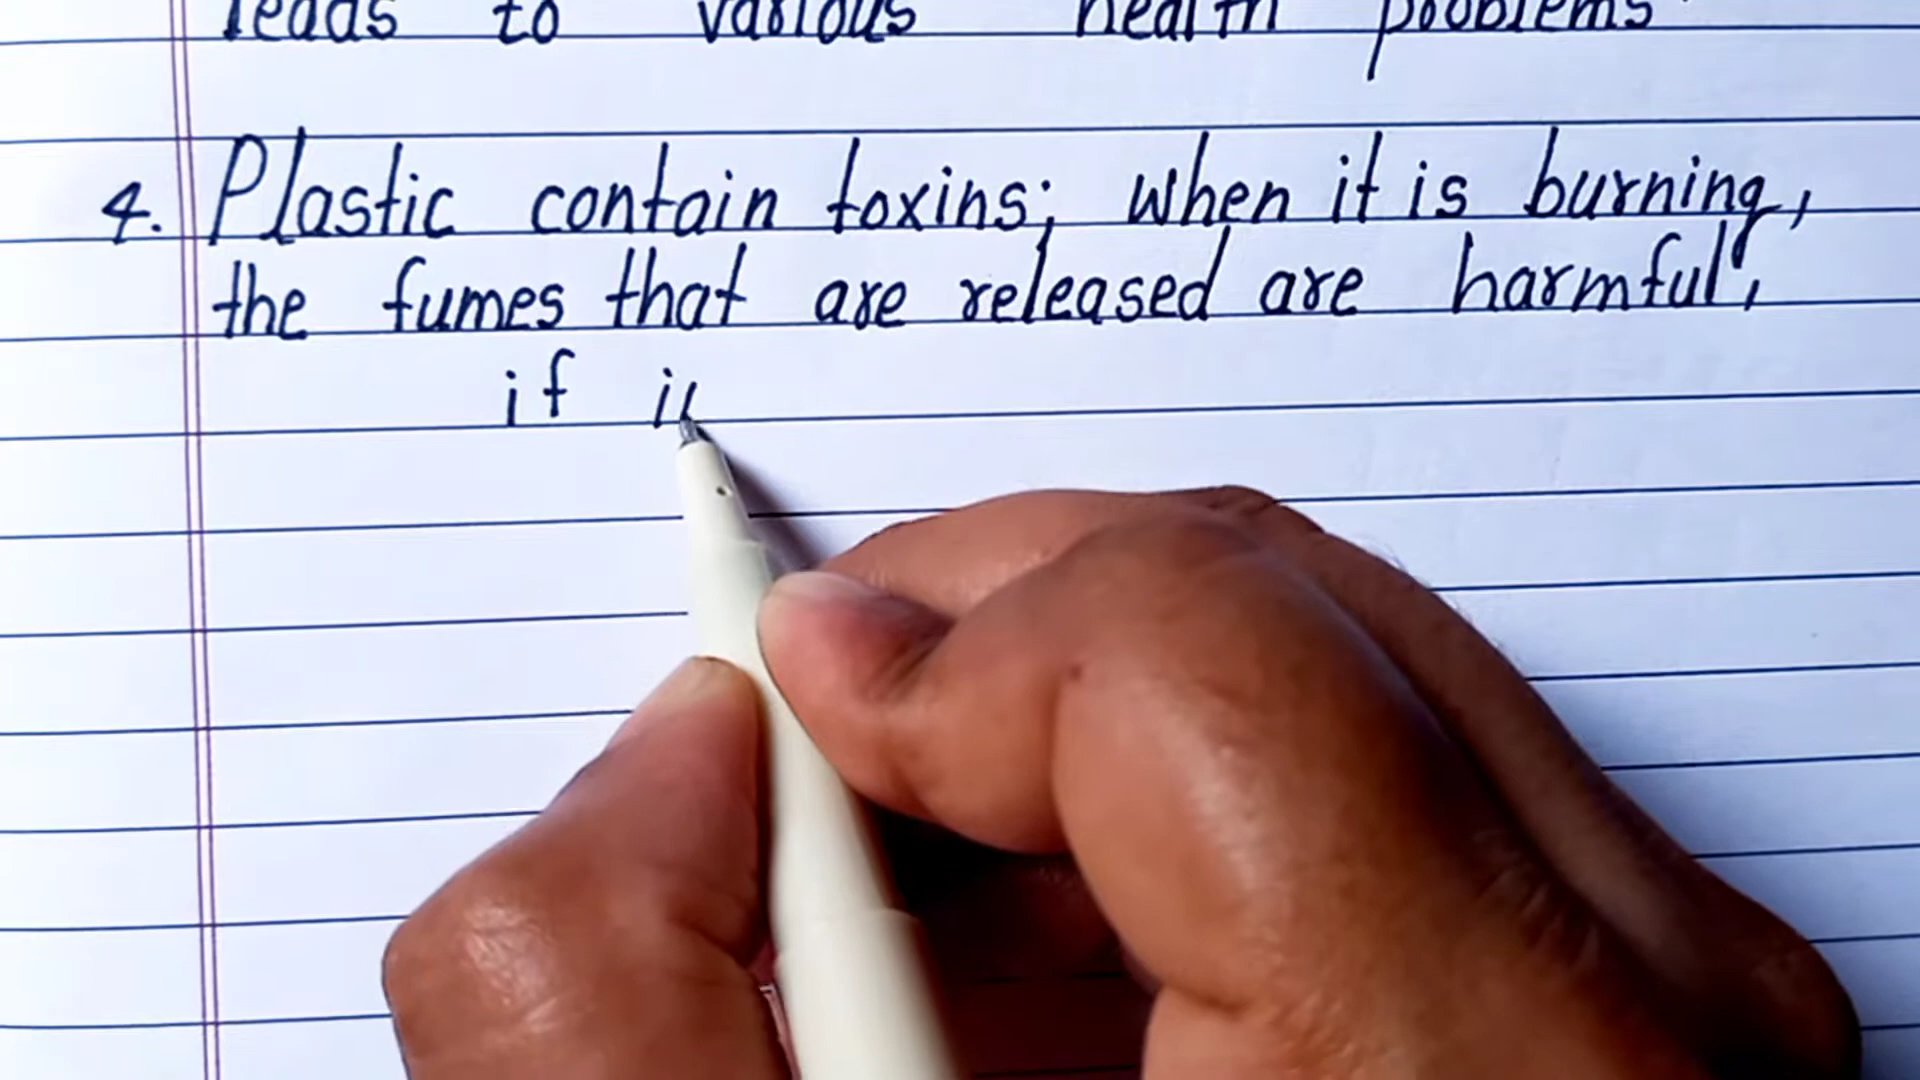 leads to various health problems.
4. Plastic contain toxins; when it is burning,
the fumes that are released are harmful,
if